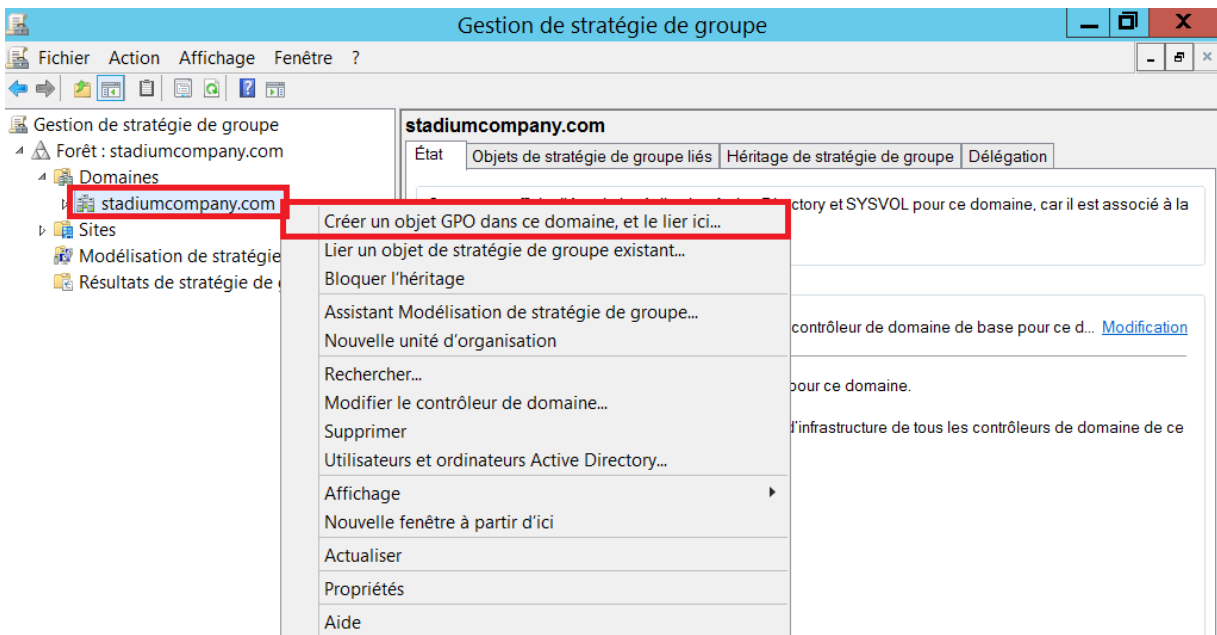 Gestion de stratégie de groupe
Fichier Action Affichage Fenêtre ?
Gestion de stratégie de groupe
Forêt : stadiumcompany.com
Domaines
stadiumcompany.com
Sites
Modélisation de stratégie
Résultats de stratégie de
stadiumcompany.com
État Objets de stratégie de groupe liés Héritage de stratégie de groupe Délégation
Directory et SYSVOL pour ce domaine, car il est associé à la
contrôleur de domaine de base pour ce d... Modification
pour ce domaine.
d'infrastructure de tous les contrôleurs de domaine de ce
Créer un objet GPO dans ce domaine, et le lier ici...
Lier un objet de stratégie de groupe existant...
Bloquer l'héritage
Assistant Modélisation de stratégie de groupe...
Nouvelle unité d'organisation
Rechercher...
Modifier le contrôleur de domaine...
Supprimer
Utilisateurs et ordinateurs Active Directory...
Affichage
Nouvelle fenêtre à partir d'ici
Actualiser
Propriétés
Aide